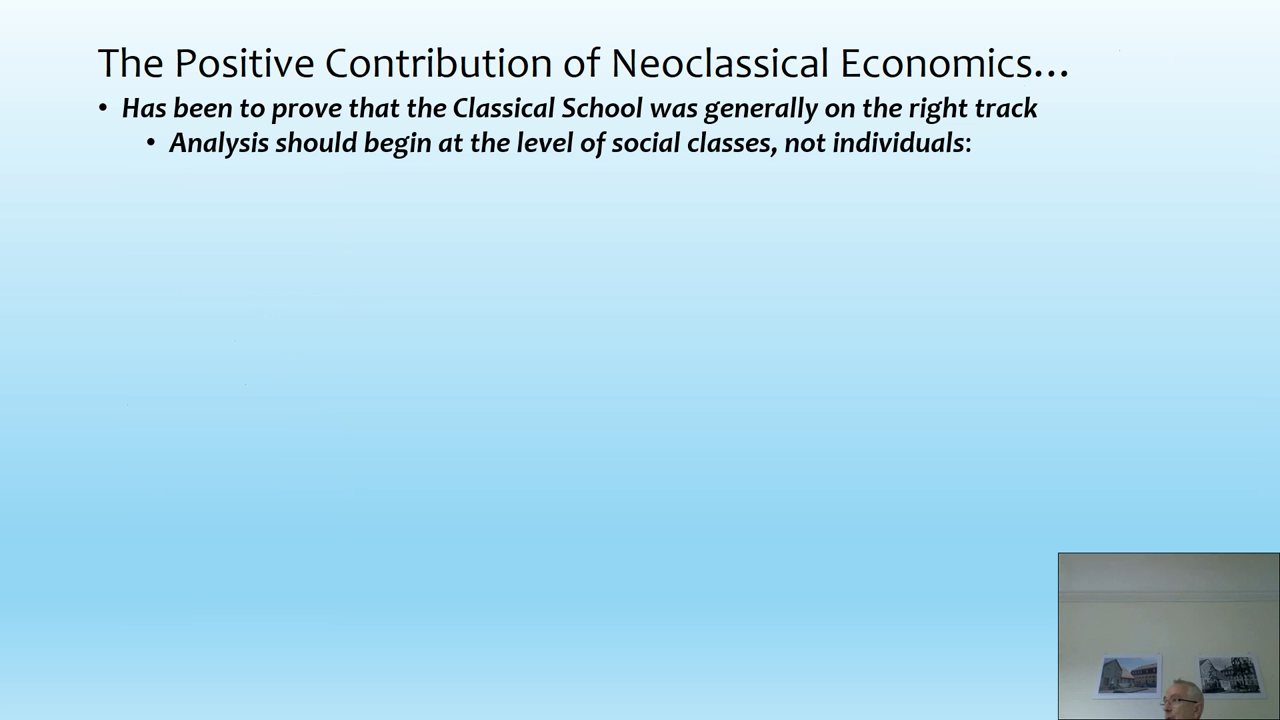 The Positive Contribution of Neoclassical Economics…
• Has been to prove that the Classical School was generally on the right track
• Analysis should begin at the level of social classes, not individuals: